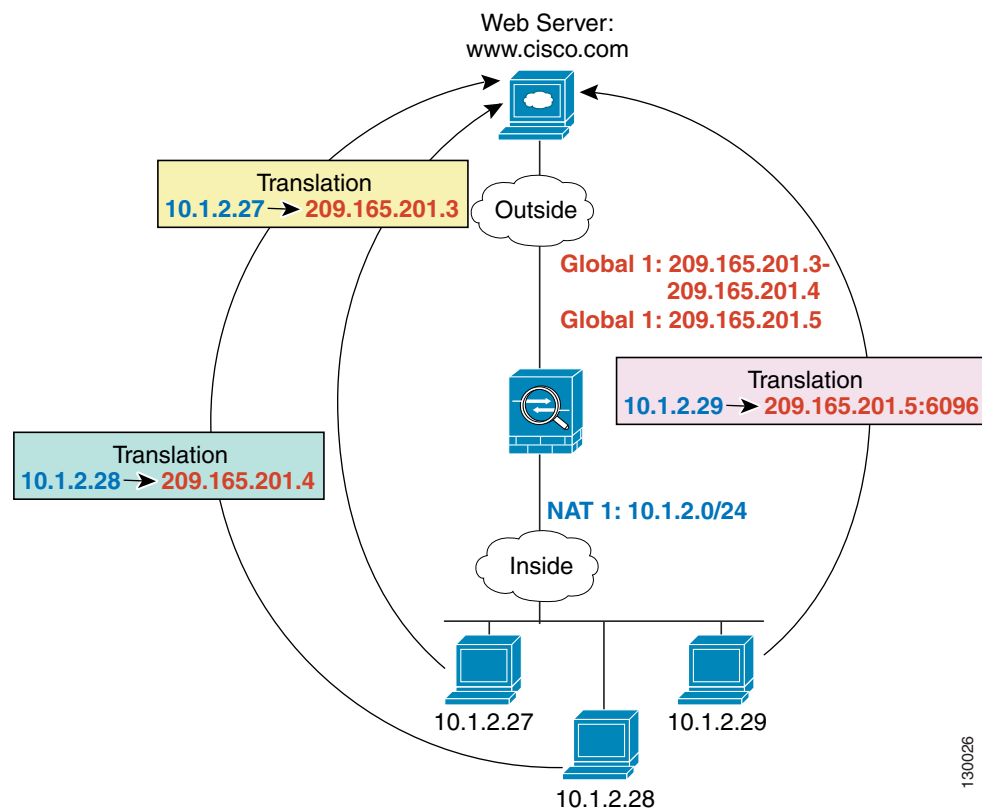 Web Server:
www.cisco.com
Translation
10.1.2.27 → 209.165.201.3
Outside
Global 1: 209.165.201.3-
209.165.201.4
Global 1: 209.165.201.5
Translation
10.1.2.29 → 209.165.201.5:6096
Translation
10.1.2.28 → 209.165.201.4
NAT 1: 10.1.2.0/24
Inside
10.1.2.27
10.1.2.29
10.1.2.28
130026